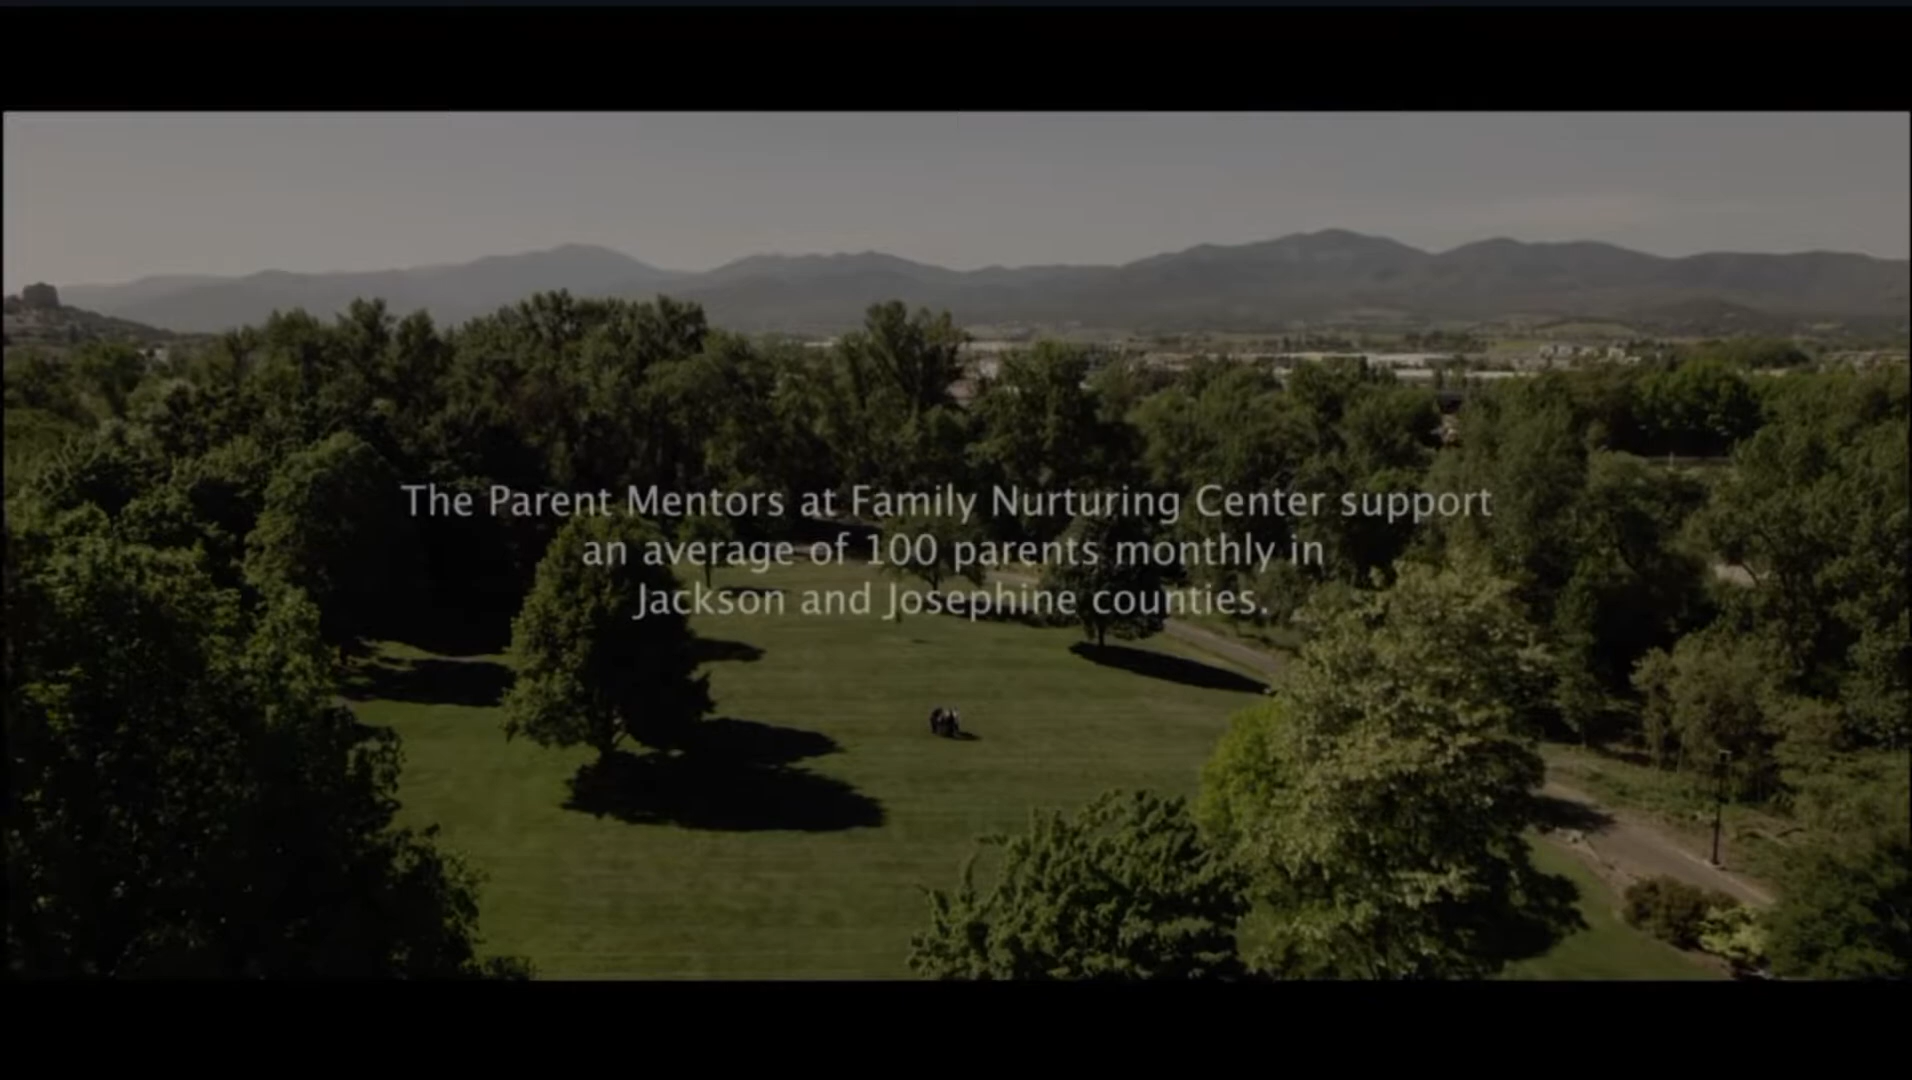 The Parent Mentors at Family Nurturing Center support
an average of 100 parents monthly in
Jackson and Josephine counties.